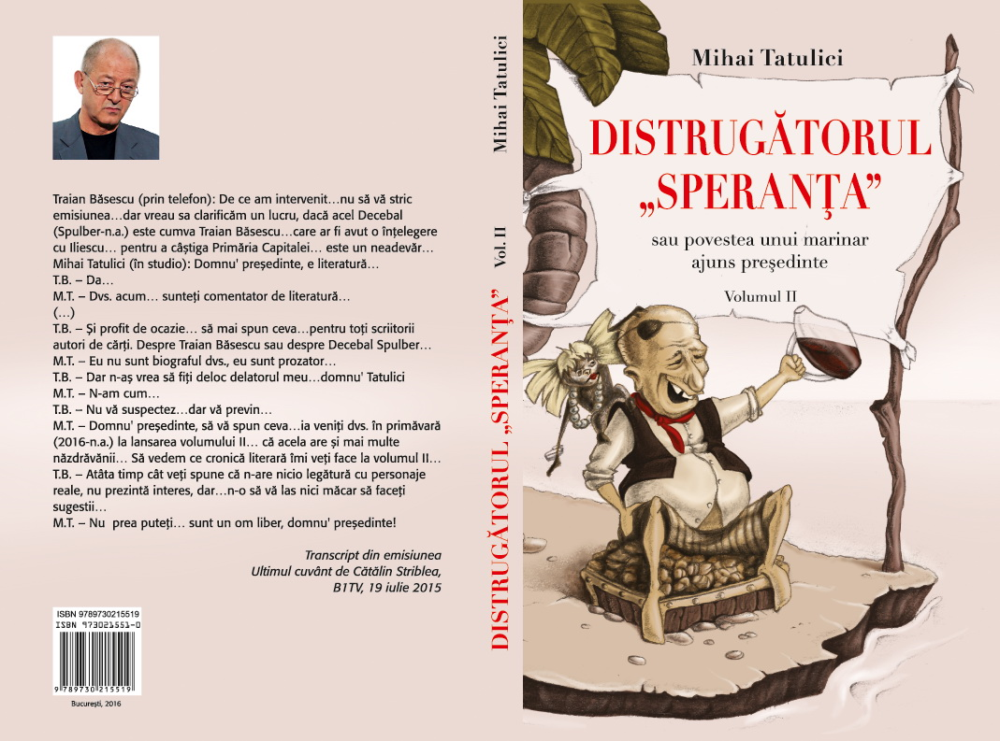 Traian Băsescu (prin telefon): De ce am intervenit…nu să vă stric
emisiunea…dar vreau sa clarificăm un lucru, dacă acel Decebal
(Spulber-n.a.) este cumva Traian Băsescu…care ar fi avut o înțelegere
cu Iliescu… pentru a câștiga Primăria Capitalei… este un neadevăr…
Mihai Tatulici (în studio): Domnu' președinte, e literatură…
T.B. – Da…
M.T. – Dvs. acum… sunteți comentator de literatură…
(…)
T.B. – Și profit de ocazie… să mai spun ceva…pentru toți scriitorii
autori de cărți. Despre Traian Băsescu sau despre Decebal Spulber…
M.T. – Eu nu sunt biograful dvs., eu sunt prozator…
T.B. – Dar n-aș vrea să fiți deloc delatorul meu…domnu' Tatulici
M.T. – N-am cum…
T.B. – Nu vă suspectez…dar vă previn…
M.T. – Domnu' președinte, să vă spun ceva…ia veniți dvs. în primăvară
(2016-n.a.) la lansarea volumului II… că acela are și mai multe
năzdrăvănii… Să vedem ce cronică literară îmi veți face la volumul II…
T.B. – Atâta timp cât veți spune că n-are nicio legătură cu personaje
reale, nu prezintă interes, dar…n-o să vă las nici măcar să faceți
sugestii…
M.T. – Nu prea puteți… sunt un om liber, domnu' președinte!
Transcript din emisiunea
Ultimul cuvânt de Cătălin Striblea,
B1TV, 19 iulie 2015
ISBN 9789730215519
ISBN 973021551-0
9 789730 215519
București, 2016
Mihai Tatulici
Vol. II
DISTRUGĂTORUL „SPERANŢA”
Mihai Tatulici
DISTRUGĂTORUL
„SPERANŢA”
sau povestea unui marinar
ajuns preşedinte
Volumul II